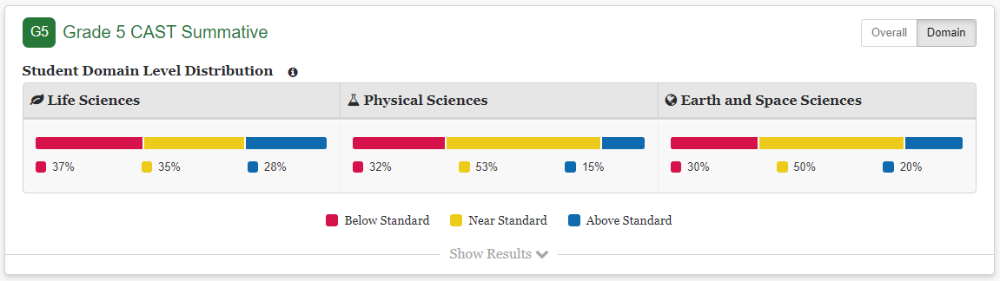 G5 Grade 5 CAST Summative Overall Domain
Student Domain Level Distribution
Life Sciences Physical Sciences Earth and Space Sciences
37% 35% 28% 32% 53% 15% 30% 50% 20%
Below Standard Near Standard Above Standard
Show Results